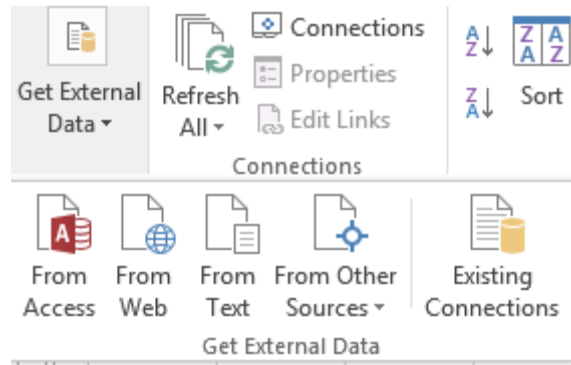 Get External
Data
Refresh
All
Connections
Properties
Edit Links
Connections
A
Z
Z
A
Z A
A Z
Sort
A
From
Access
From
Web
From
Text
From Other
Sources
Existing
Connections
Get External Data